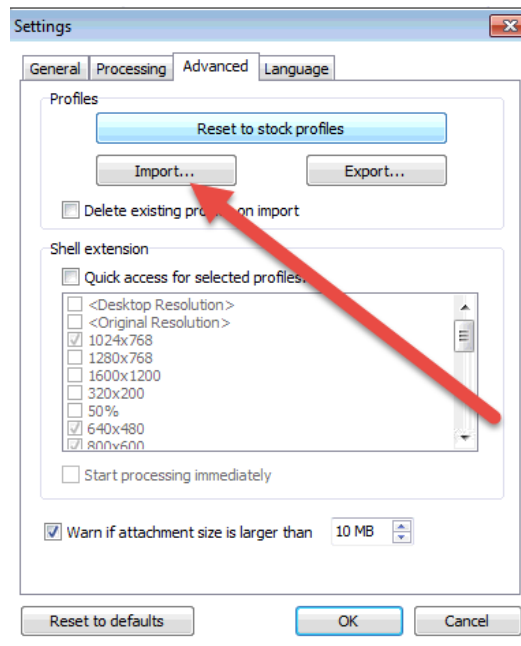 Settings
General Processing Advanced Language
Profiles
Reset to stock profiles
Import... Export...
Delete existing on import
Shell extension
Quick access for selected profiles
<Desktop Resolution>
<Original Resolution>
1024x768
1280x768
1600x1200
320x200
50%
640x480
800x600
Start processing immediately
Warn if attachment size is larger than 10 MB
Reset to defaults OK Cancel